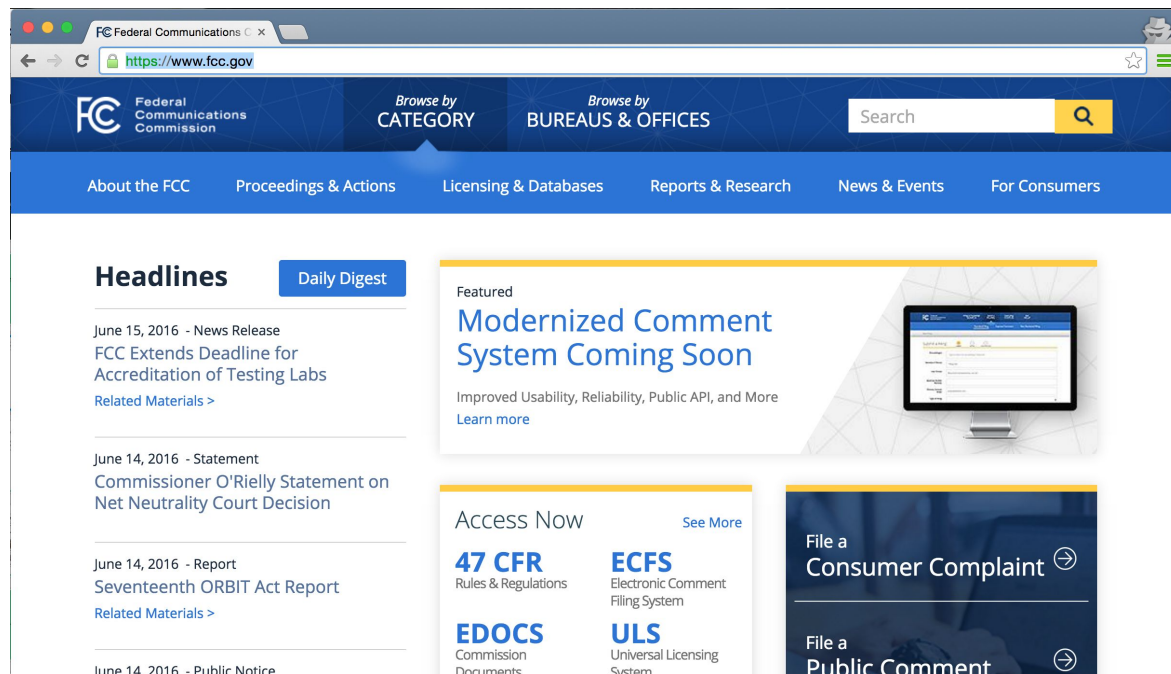 FCC Federal Communications C
https://www.fcc.gov
FCC
Federal
Communications
Commission
Browse by
CATEGORY
Browse by
BUREAUS & OFFICES
Search
About the FCC
Proceedings & Actions
Licensing & Databases
Reports & Research
News & Events
For Consumers
Headlines
Daily Digest
June 15, 2016 - News Release
FCC Extends Deadline for
Accreditation of Testing Labs
Related Materials >
June 14, 2016 - Statement
Commissioner O'Rielly Statement on
Net Neutrality Court Decision
June 14, 2016 - Report
Seventeenth ORBIT Act Report
Related Materials >
June 14, 2016 - Public Notice
Featured
Modernized Comment
System Coming Soon
Improved Usability, Reliability, Public API, and More
Learn more
Access Now
See More
47 CFR
Rules & Regulations
ECFS
Electronic Comment
Filing System
EDOCS
Commission
Documents
ULS
Universal Licensing
System
File a
Consumer Complaint
File a
Public Comment